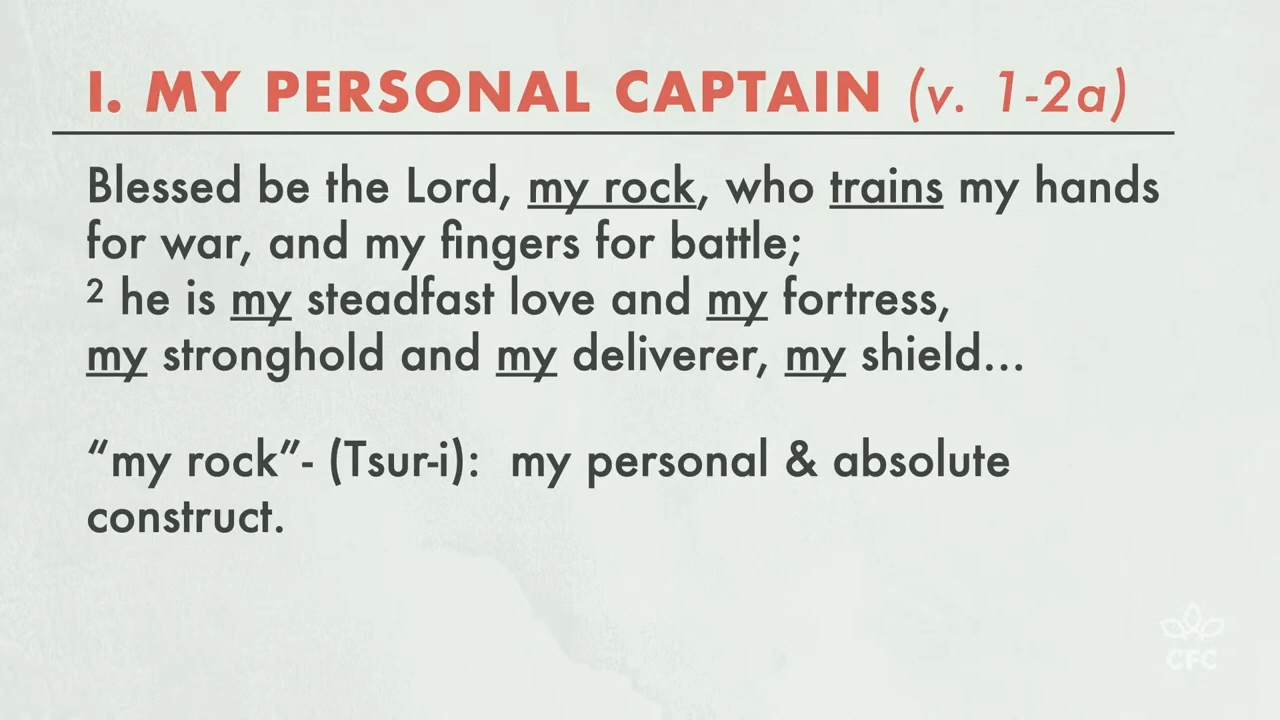 I. MY PERSONAL CAPTAIN (v. 1-2a)
Blessed be the Lord, my rock, who trains my hands
for war, and my fingers for battle;
² he is my steadfast love and my fortress,
my stronghold and my deliverer, my shield...
“my rock”- (Tsur-i): my personal & absolute
construct.
CFC